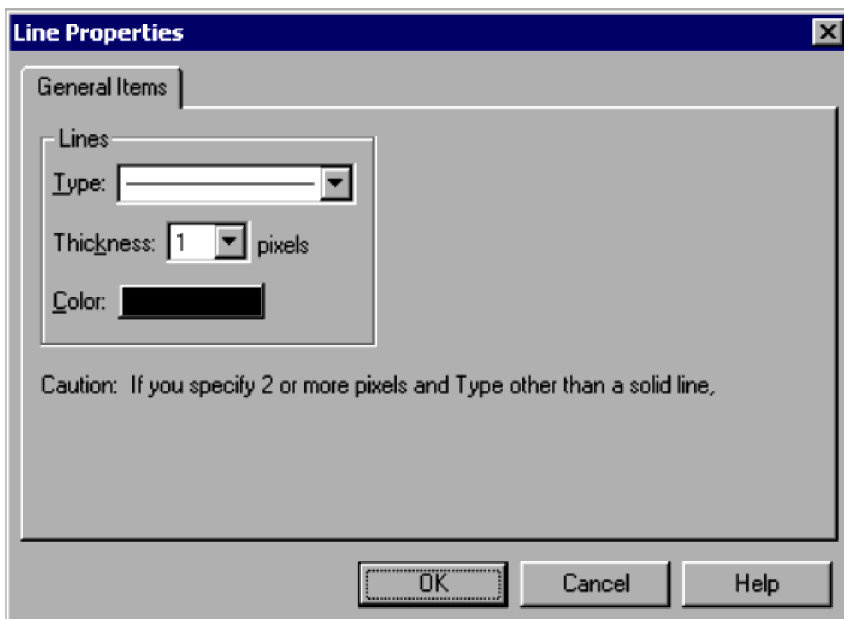 Line Properties
General Items
Lines
Type:
Thickness: 1 pixels
Color:
Caution: If you specify 2 or more pixels and Type other than a solid line,
OK Cancel Help